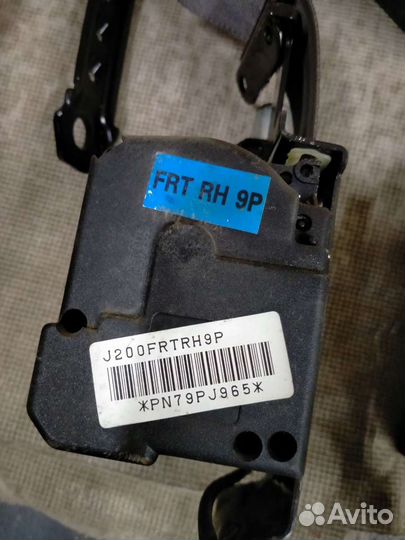 FRT RH 9P
J200FRTRH9P
*PN79PJ965*
Avito